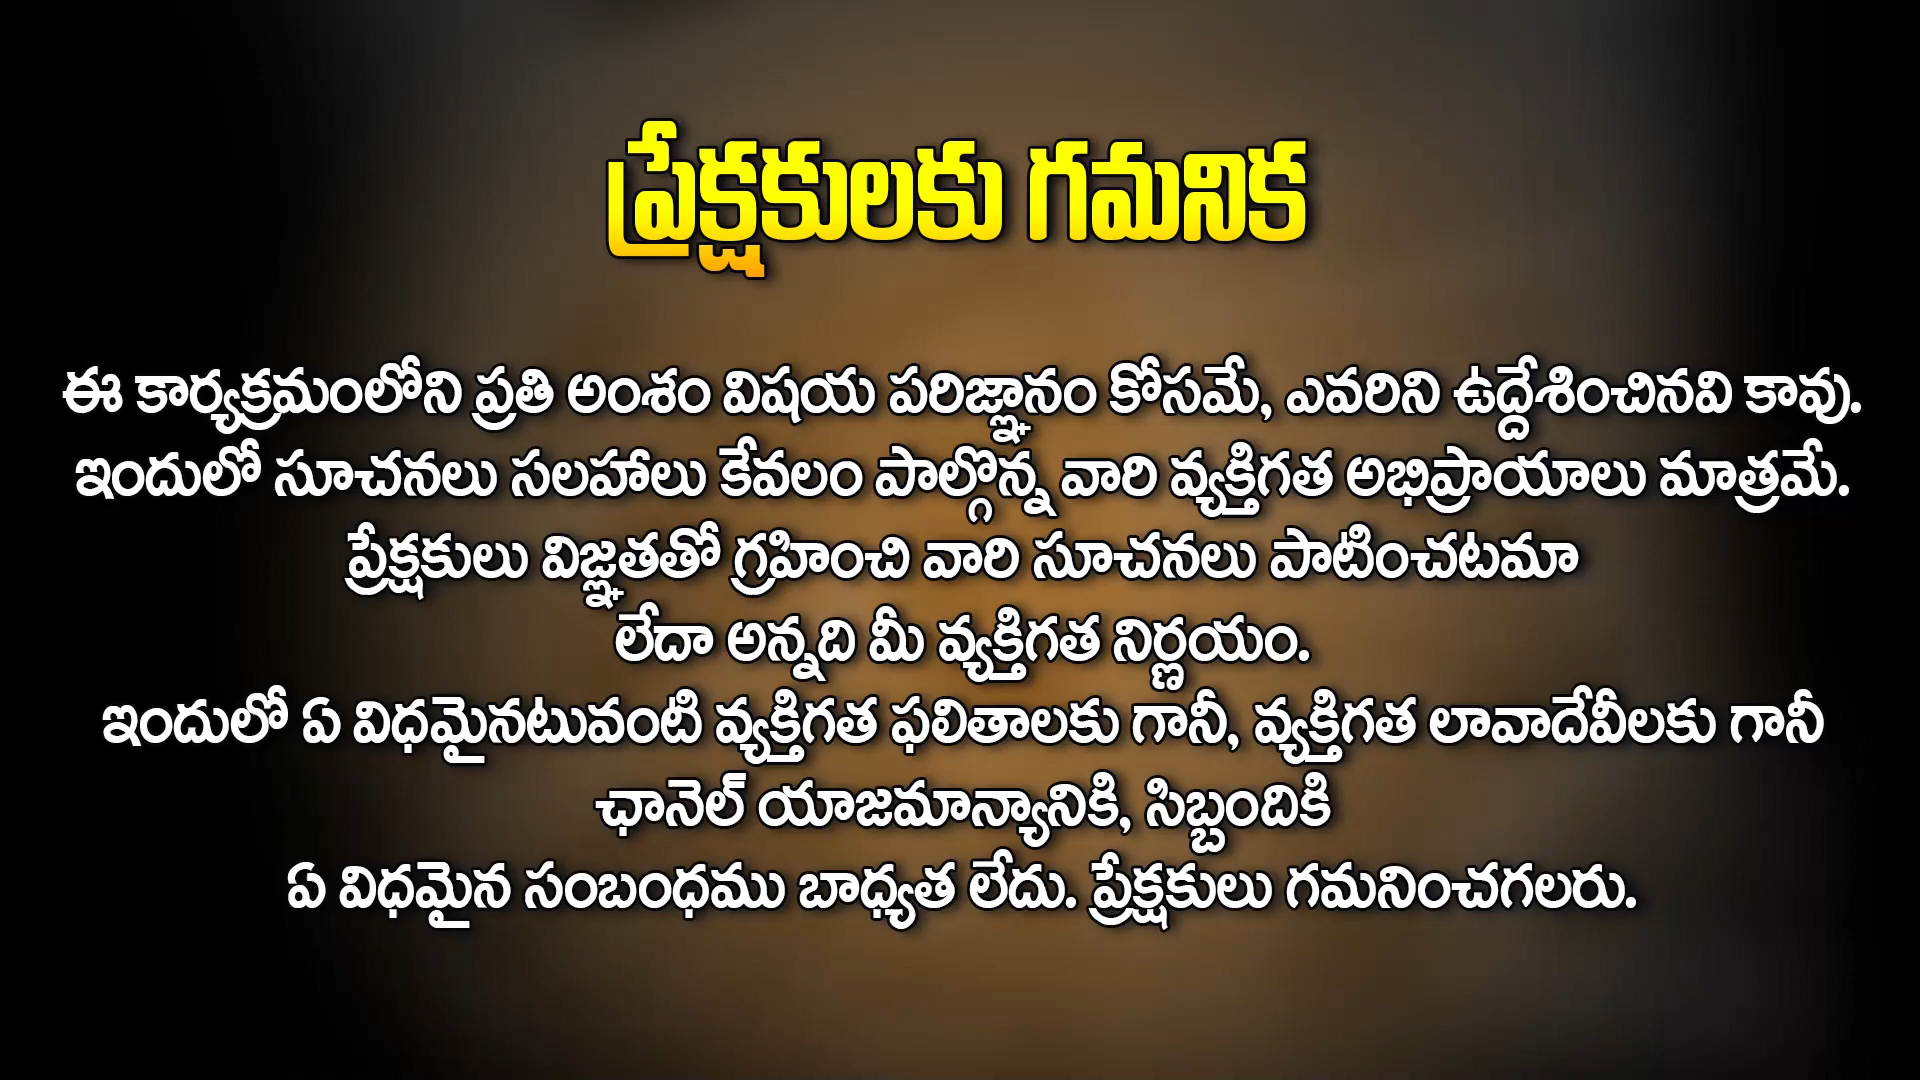 ప్రేక్షకులకు గమనిక
ఈ కార్యక్రమంలోని ప్రతి అంశం విషయ పరిజ్ఞానం కోసమే, ఎవరిని ఉద్దేశించినవి కావు.
ఇందులో సూచనలు సలహాలు కేవలం పాల్గొన్న వారి వ్యక్తిగత అభిప్రాయాలు మాత్రమే.
ప్రేక్షకులు విజ్ఞతతో గ్రహించి వారి సూచనలు పాటించటమా
లేదా అన్నది మీ వ్యక్తిగత నిర్ణయం.
ఇందులో ఏ విధమైనటువంటి వ్యక్తిగత ఫలితాలకు గానీ, వ్యక్తిగత లావాదేవీలకు గానీ
ఛానెల్ యాజమాన్యానికి, సిబ్బందికి
ఏ విధమైన సంబంధము బాధ్యత లేదు. ప్రేక్షకులు గమనించగలరు.